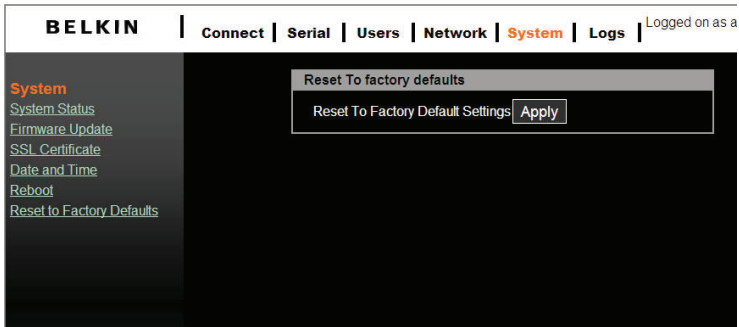 BELKIN | Connect | Serial | Users | Network | System | Logs | Logged on as a
System
System Status
Firmware Update
SSL Certificate
Date and Time
Reboot
Reset to Factory Defaults
Reset To factory defaults
Reset To Factory Default Settings Apply